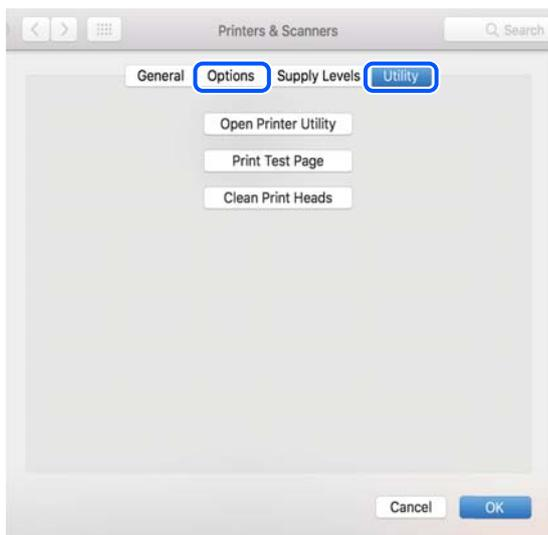 Printers & Scanners Search
General Options Supply Levels Utility
Open Printer Utility
Print Test Page
Clean Print Heads
Cancel OK